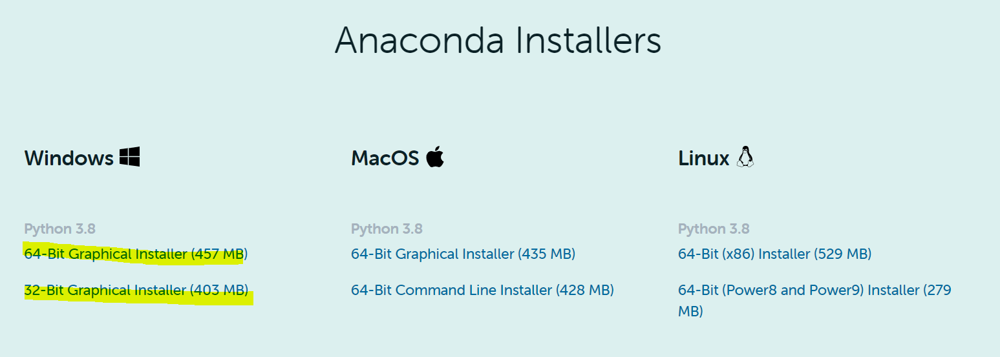 Anaconda Installers
Windows
MacOS
Linux
Python 3.8
64-Bit Graphical Installer (457 MB)
32-Bit Graphical Installer (403 MB)
Python 3.8
64-Bit Graphical Installer (435 MB)
64-Bit Command Line Installer (428 MB)
Python 3.8
64-Bit (x86) Installer (529 MB)
64-Bit (Power8 and Power9) Installer (279
MB)